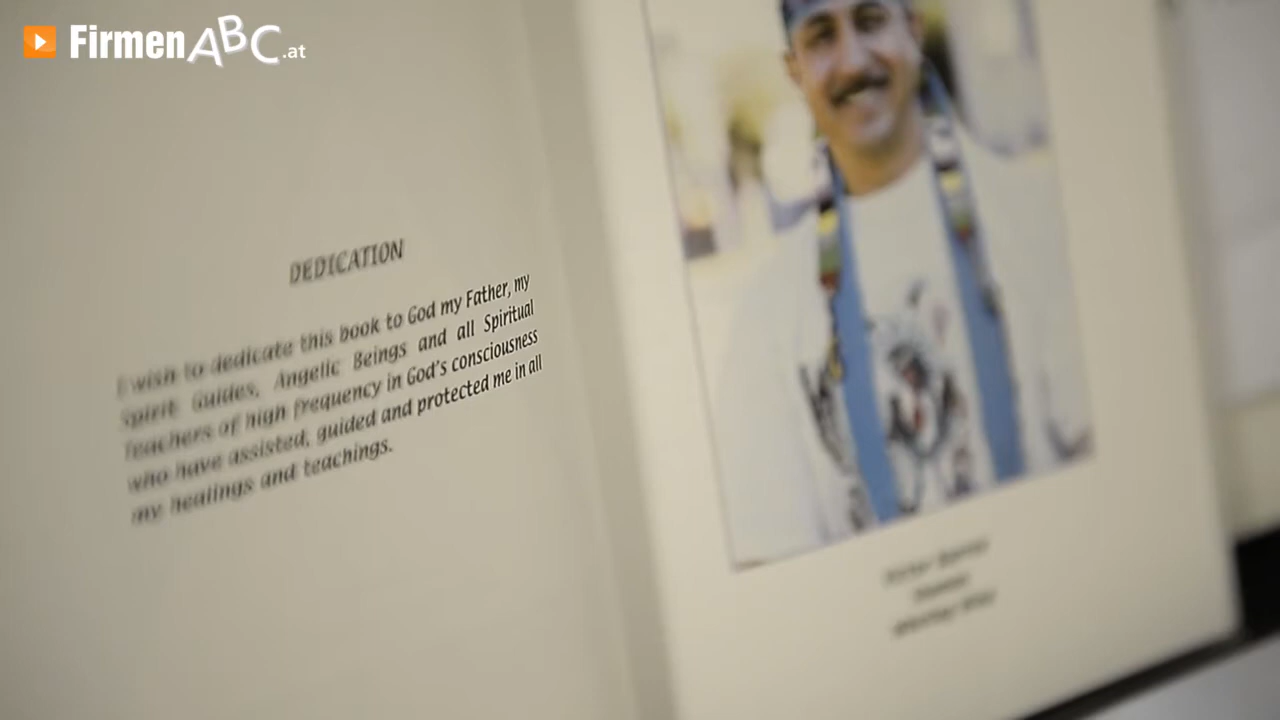 FirmenABC.at
DEDICATION
I wish to dedicate this book to God my Father, my
Spirit Guides, Angelic Beings and all Spiritual
Teachers of high frequency in God's consciousness
who have assisted, guided and protected me in all
my healings and teachings.